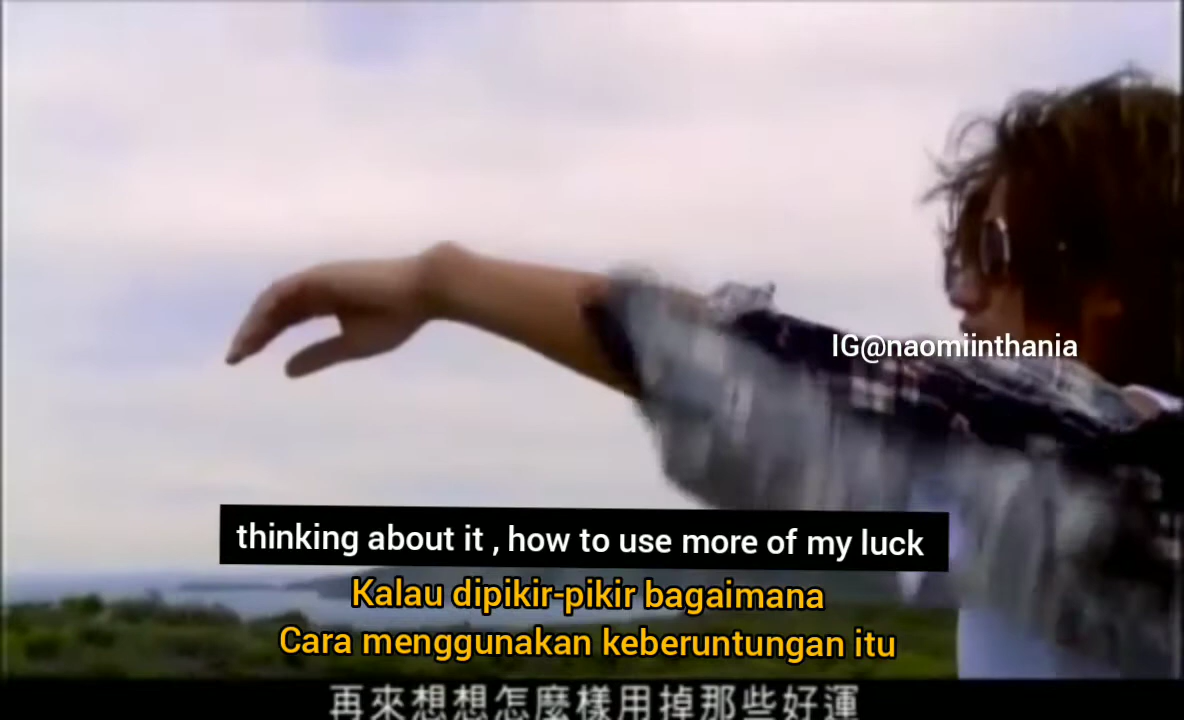 IG@naomiinthania
thinking about it , how to use more of my luck
Kalau dipikir-pikir bagaimana
Cara menggunakan keberuntungan itu
再來想想怎麼樣用掉那些好運